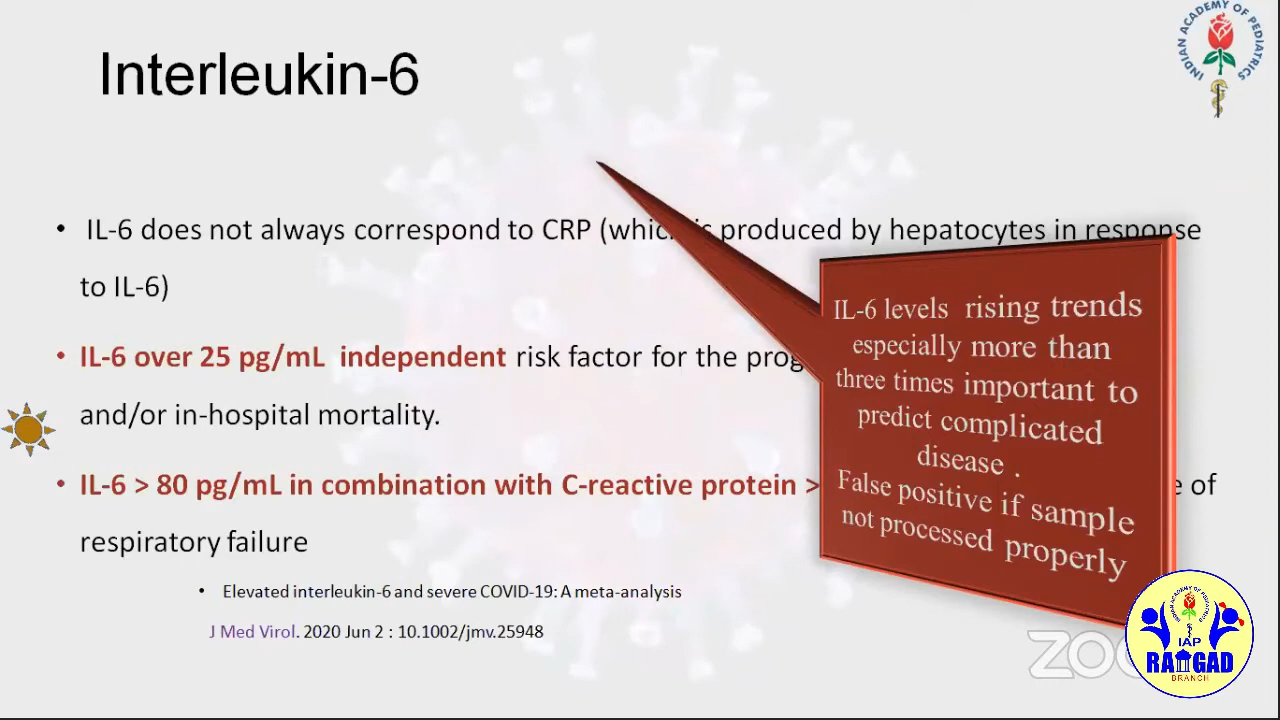 Interleukin-6
INDIAN ACADEMY OF PEDIATRICS
• IL-6 does not always correspond to CRP (which is produced by hepatocytes in response
to IL-6)
• IL-6 over 25 pg/mL independent risk factor for the
and/or in-hospital mortality.
• IL-6 > 80 pg/mL in combination with C-reactive protein > of
respiratory failure
• Elevated interleukin-6 and severe COVID-19: A meta-analysis
J Med Virol. 2020 Jun 2 : 10.1002/jmv.25948
IL-6 levels rising trends
especially more than
three times important to
predict complicated
disease .
False positive if sample
not processed properly
INDIAN ACADEMY OF PEDIATRICS
IAP
RAIGAD
BRANCH